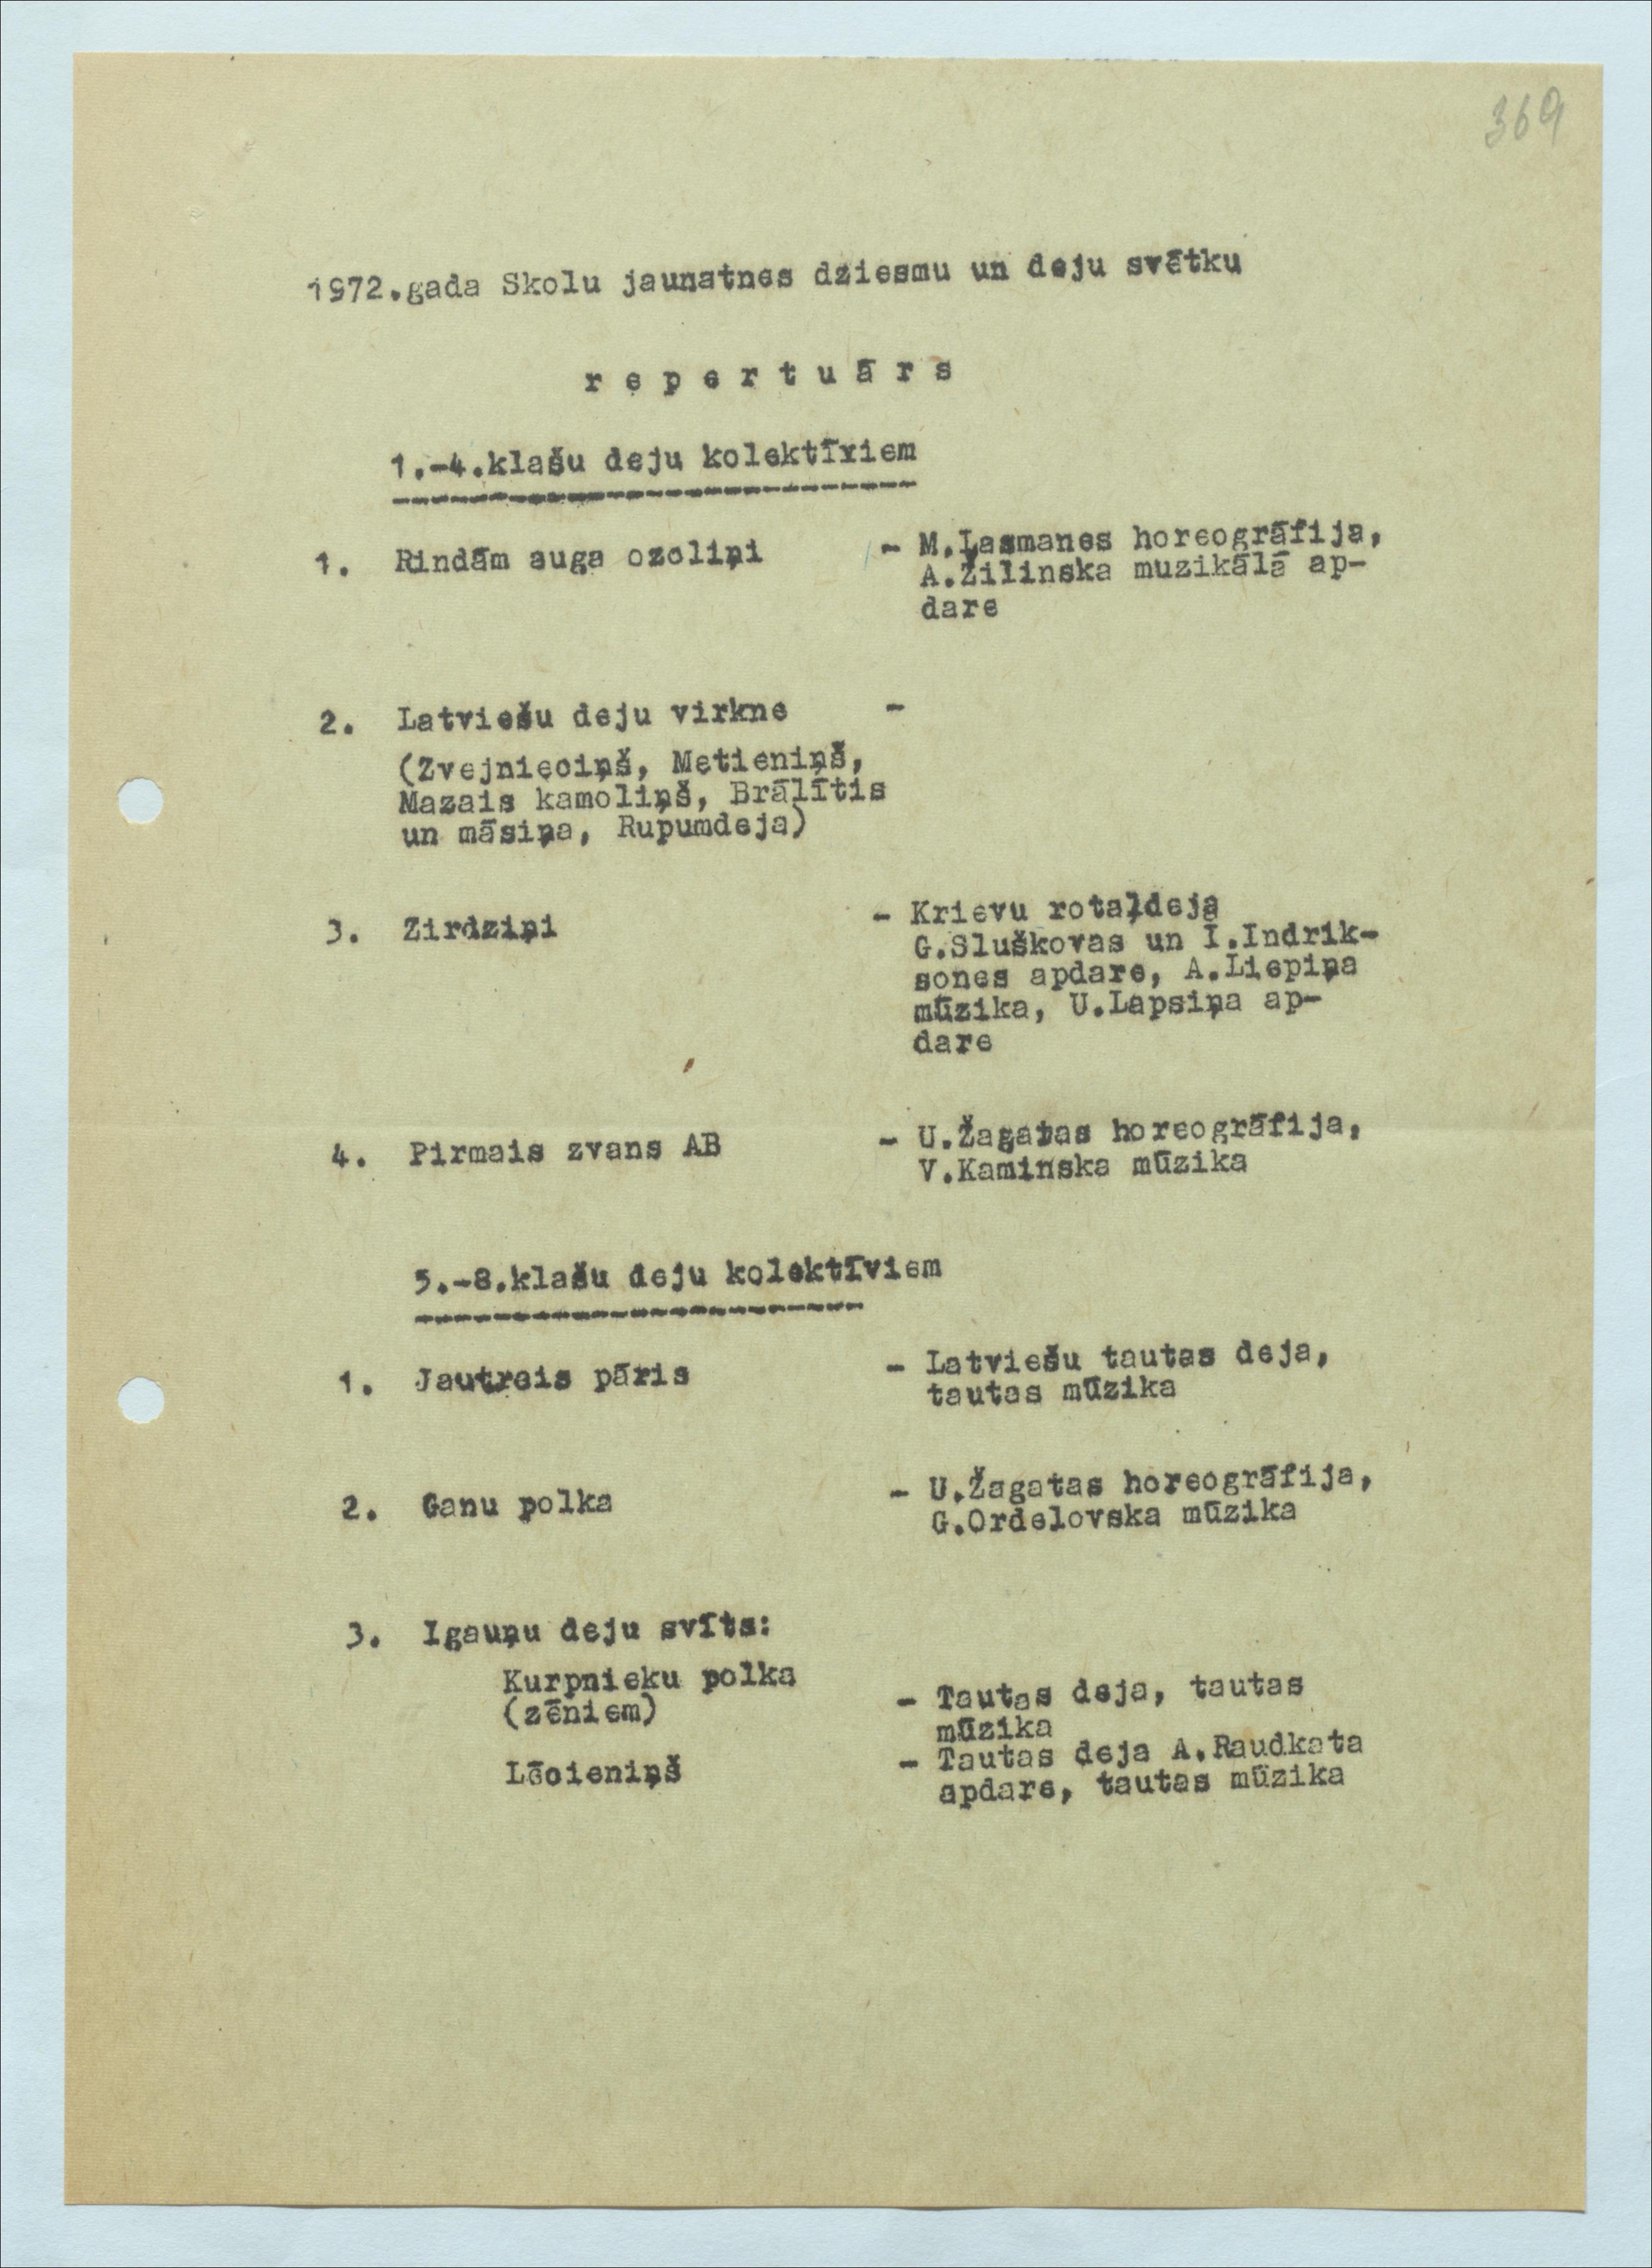 369
1972.gada Skolu jaunatnes dziesmu un deju svētku
r e p e r t u ā r s
1.-4.klašu deju kolektīviem
1. Rindām auga ozoliņi - M.Lasmanes horeogrāfija,
A.Žilinska muzikālā ap-
dare
2. Latviešu deju virkne -
(Zvejnieciņš, Metieniņš,
Mazais kamoliņš, Brālītis
un māsiņa, Rupumdeja)
3. Zirdziņi - Krievu rotaļdeja
G.Sluškovas un I.Indrik-
sones apdare, A.Liepiņa
mūzika, U.Lapsiņa ap-
dare
4. Pirmais zvans AB - U.Žagatas horeogrāfija,
V.Kaminska mūzika
5.-8.klašu deju kolektīviem
1. Jautrais pāris - Latviešu tautas deja,
tautas mūzika
2. Ganu polka - U.Žagatas horeogrāfija,
G.Ordelovska mūzika
3. Igauņu deju svīta:
Kurpnieku polka
(zēniem) - Tautas deja, tautas
mūzika
Lēcieniņš - Tautas deja A.Raudkata
apdare, tautas mūzika